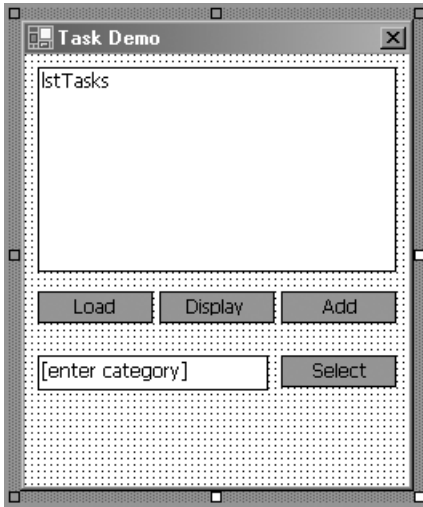 Task Demo
lstTasks
Load Display Add
[enter category] Select